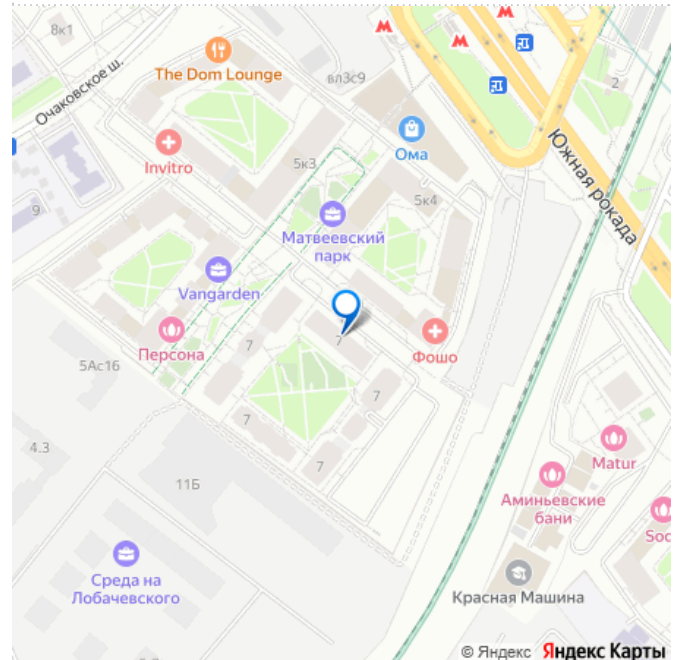 8к1
M
M
The Dom Lounge
вл3с9
2
Очаковское ш.
Ома
Южная рокада
Invitro
5к3
5к4
9
Матвеевский
парк
Vangarden
Персона
7
7
Фошо
5Ас16
7
7
7
4.3
11Б
Matur
Аминьевские
бани
Soc
Среда на
Лобачевского
Красная Машина
© Яндекс Яндекс Карты